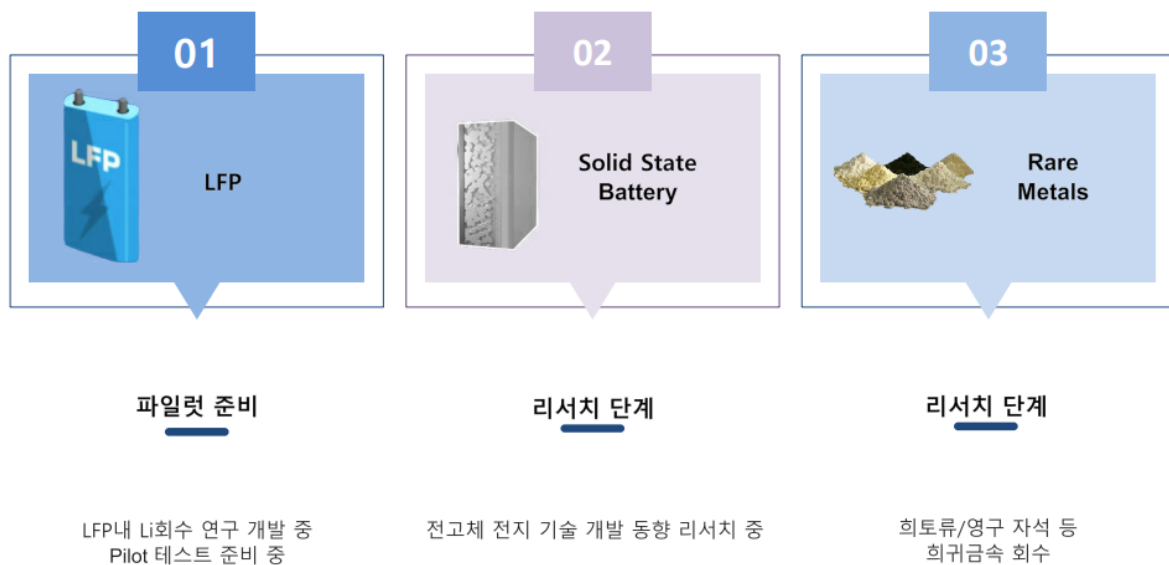 01
LFP
LFP
파일럿 준비
LFP내 Li회수 연구 개발 중
Pilot 테스트 준비 중
02
Solid State
Battery
리서치 단계
전고체 전지 기술 개발 동향 리서치 중
03
Rare
Metals
리서치 단계
희토류/영구 자석 등
희귀금속 회수